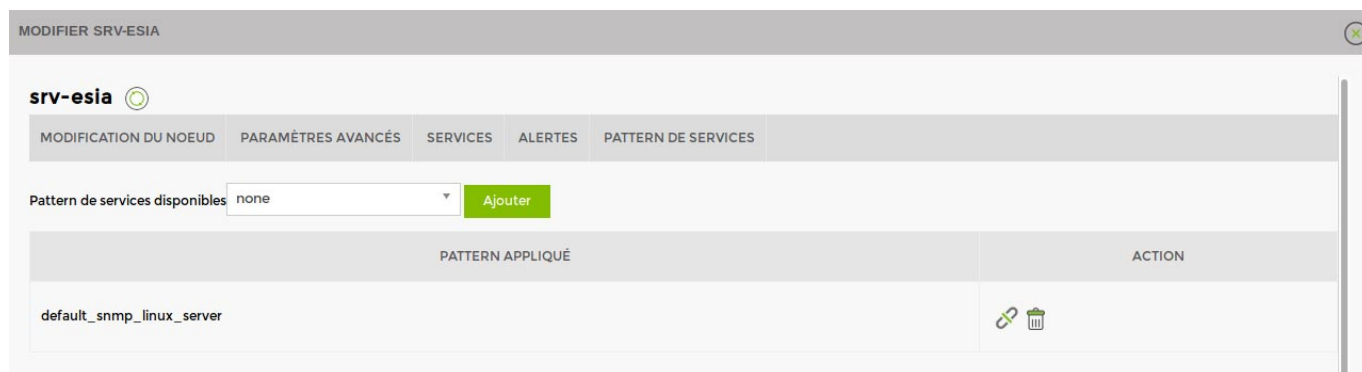 MODIFIER SRV-ESIA
srv-esia
MODIFICATION DU NOEUD PARAMÈTRES AVANCÉS SERVICES ALERTES PATTERN DE SERVICES
Pattern de services disponibles none Ajouter
PATTERN APPLIQUÉ ACTION
default_snmp_linux_server